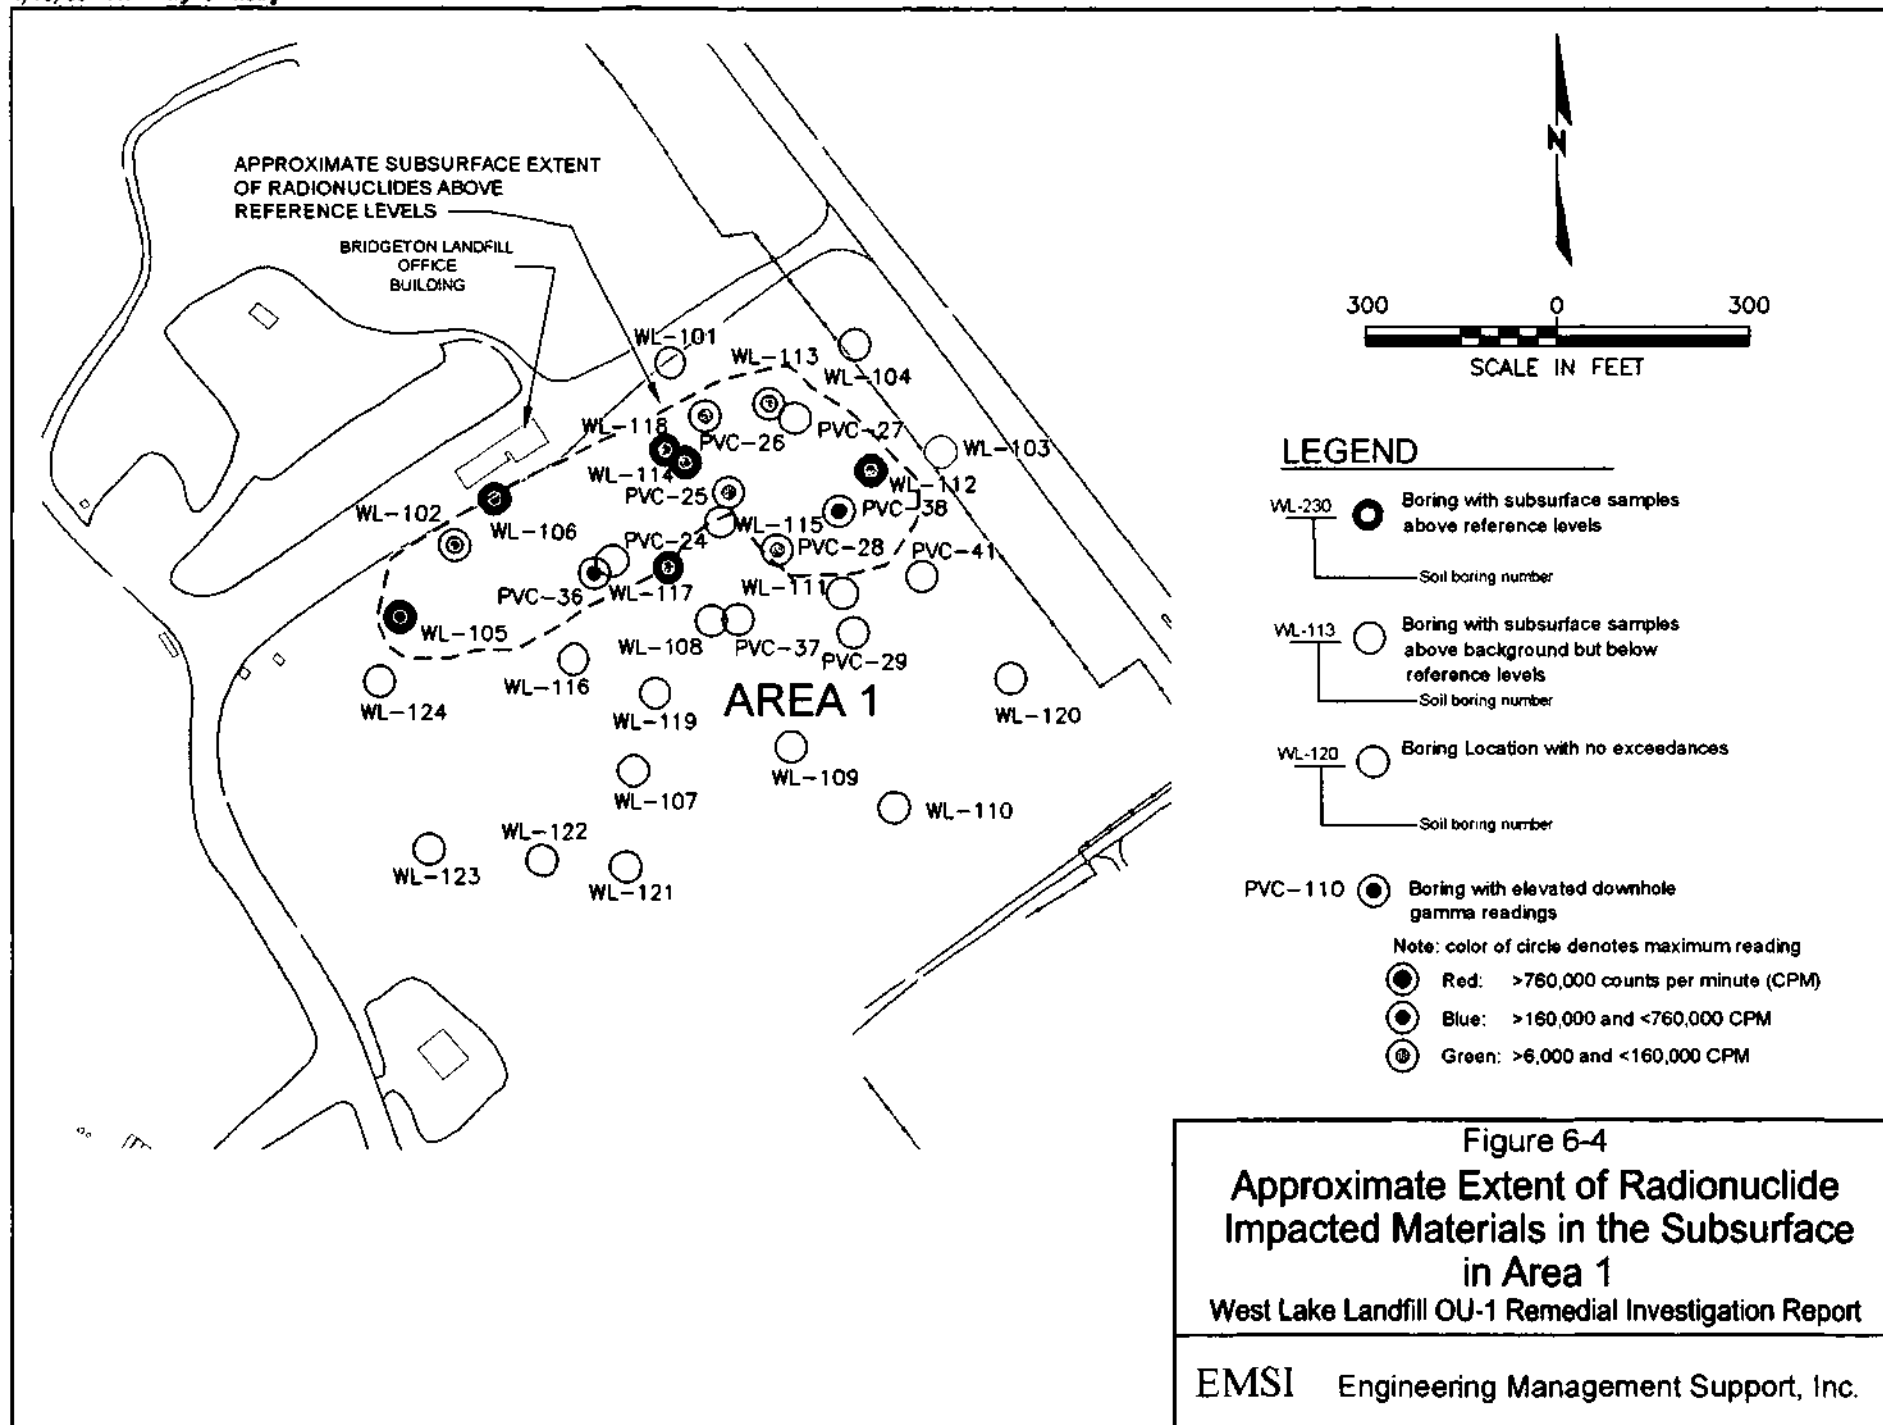 APPROXIMATE SUBSURFACE EXTENT
OF RADIONUCLIDES ABOVE
REFERENCE LEVELS
BRIDGETON LANDFILL
OFFICE
BUILDING
WL-101
WL-113
WL-104
WL-118
PVC-26
PVC-27
WL-103
WL-114
WL-112
PVC-25
WL-102
WL-106
WL-115
PVC-38
PVC-24
PVC-28
PVC-41
PVC-36
WL-117
WL-111
WL-105
WL-108
PVC-37
PVC-29
WL-116
AREA 1
WL-124
WL-119
WL-120
WL-109
WL-107
WL-110
WL-122
WL-123
WL-121
N
300 0 300
SCALE IN FEET
LEGEND
WL-230
Boring with subsurface samples
above reference levels
Soil boring number
WL-113
Boring with subsurface samples
above background but below
reference levels
Soil boring number
WL-120
Boring Location with no exceedances
Soil boring number
PVC-110
Boring with elevated downhole
gamma readings
Note: color of circle denotes maximum reading
Red: >760,000 counts per minute (CPM)
Blue: >160,000 and <760,000 CPM
Green: >6,000 and <160,000 CPM
Figure 6-4
Approximate Extent of Radionuclide
Impacted Materials in the Subsurface
in Area 1
West Lake Landfill OU-1 Remedial Investigation Report
EMSI Engineering Management Support, Inc.